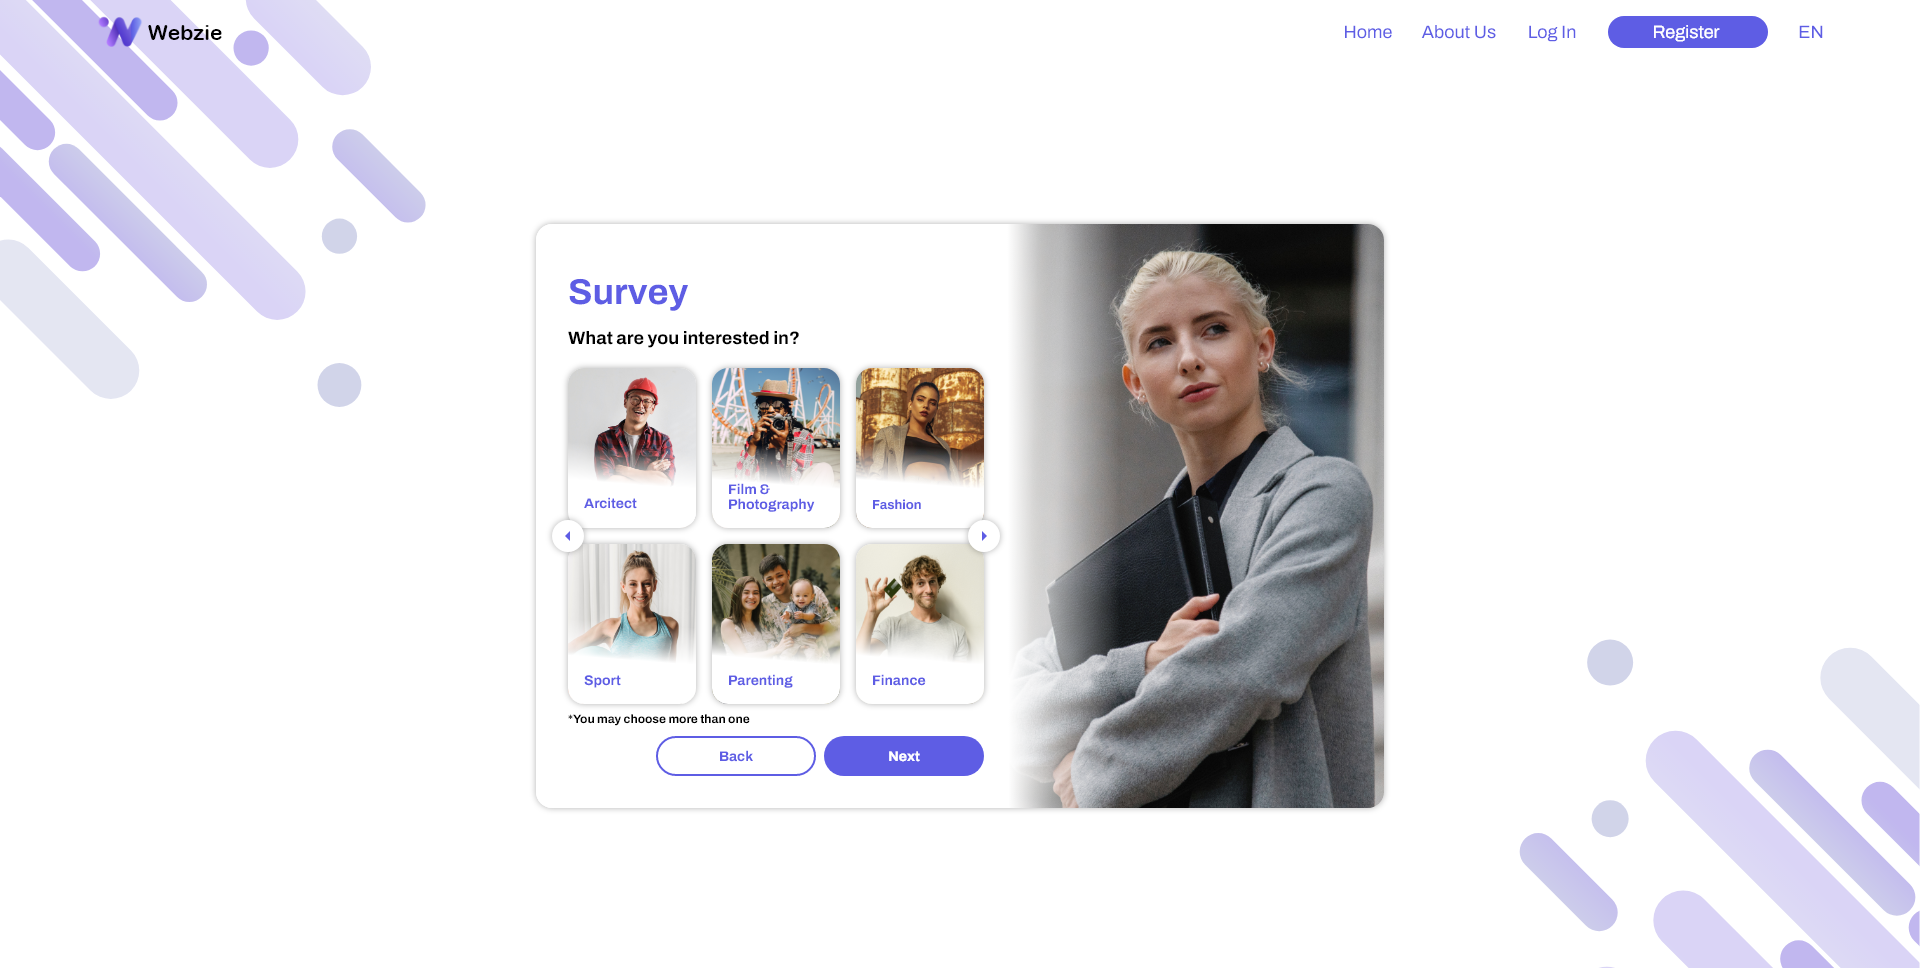 Webzie
Home
About Us
Log In
Register
EN
Survey
What are you interested in?
Arcitect
Film &
Photography
Fashion
Sport
Parenting
Finance
*You may choose more than one
Back
Next